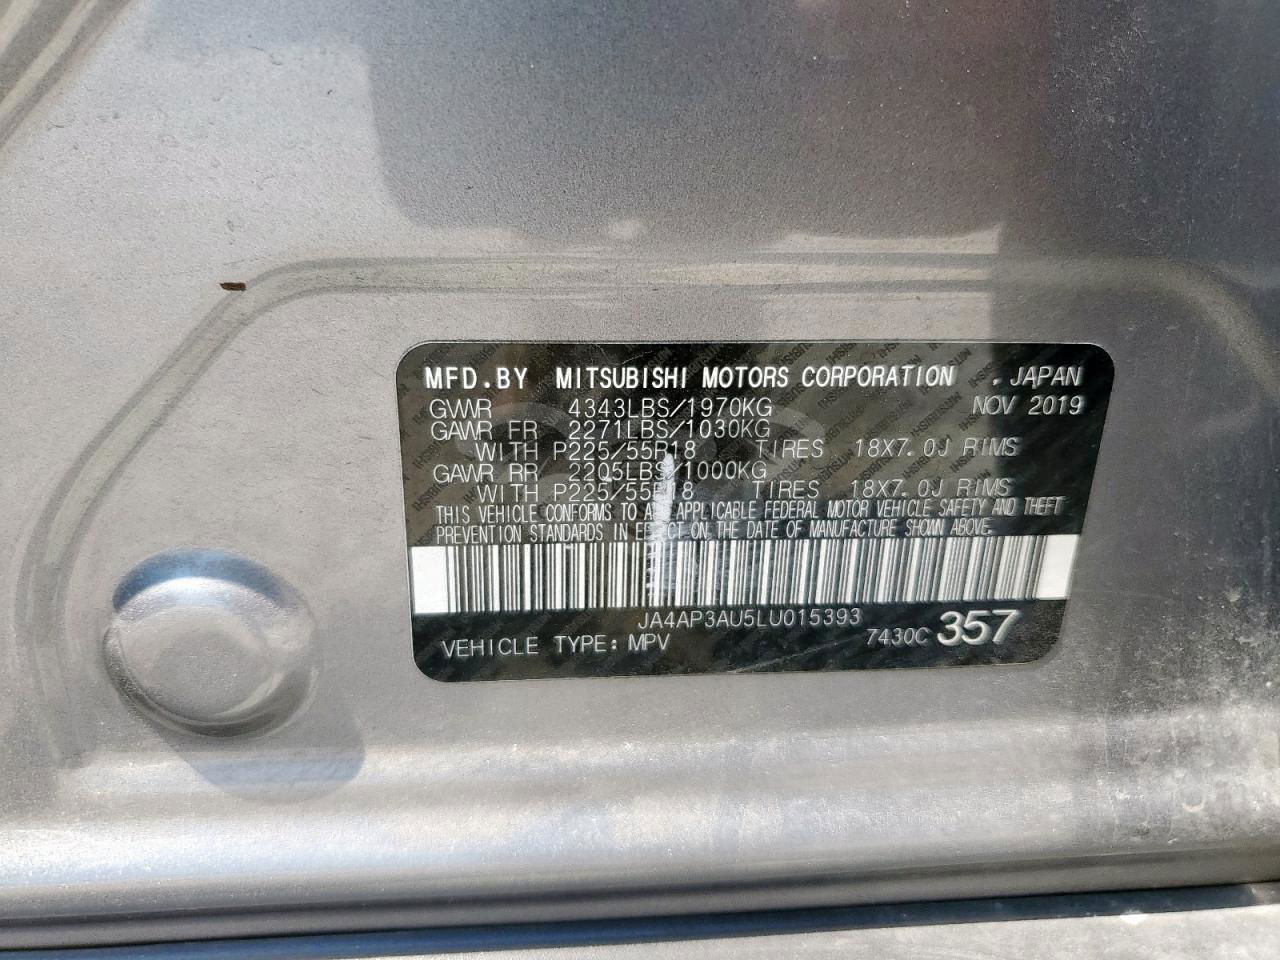 MFD.BY MITSUBISHI MOTORS CORPORATION .JAPAN
GVWR 4343LBS/1970KG NOV 2019
GAWR FR 2271LBS/1030KG
WITH P225/55R18 TIRES 18X7.0J RIMS
GAWR RR 2205LBS/1000KG
WITH P225/55R18 TIRES 18X7.0J RIMS
THIS VEHICLE CONFORMS TO ALL APPLICABLE FEDERAL MOTOR VEHICLE SAFETY AND THEFT
PREVENTION STANDARDS IN EFFECT ON THE DATE OF MANUFACTURE SHOWN ABOVE.
JA4AP3AU5LU015393
VEHICLE TYPE: MPV 7430C 357